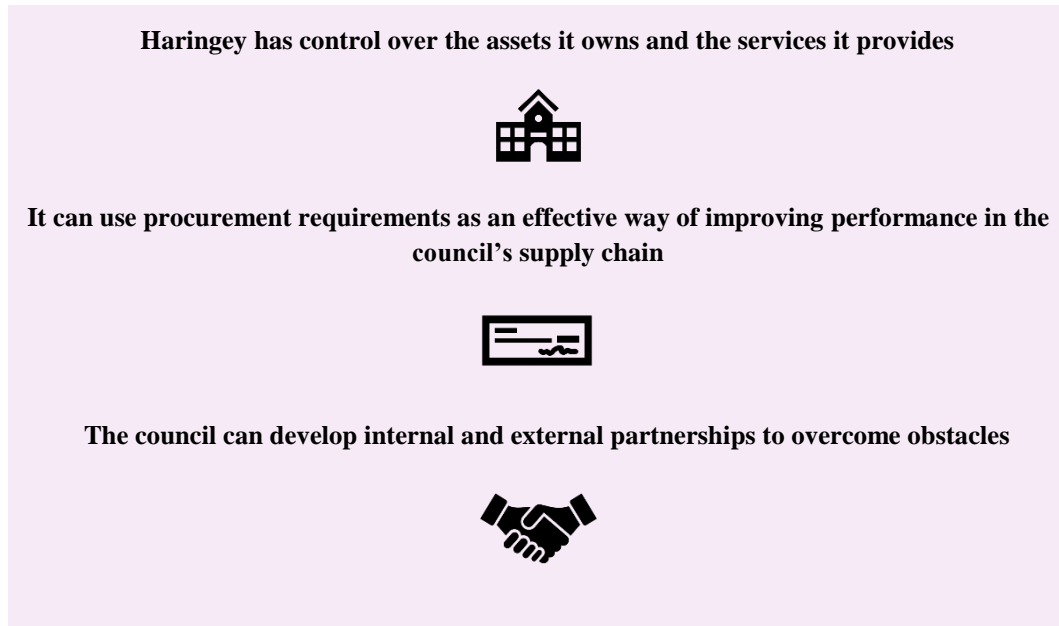 Haringey has control over the assets it owns and the services it provides
It can use procurement requirements as an effective way of improving performance in the
council’s supply chain
The council can develop internal and external partnerships to overcome obstacles